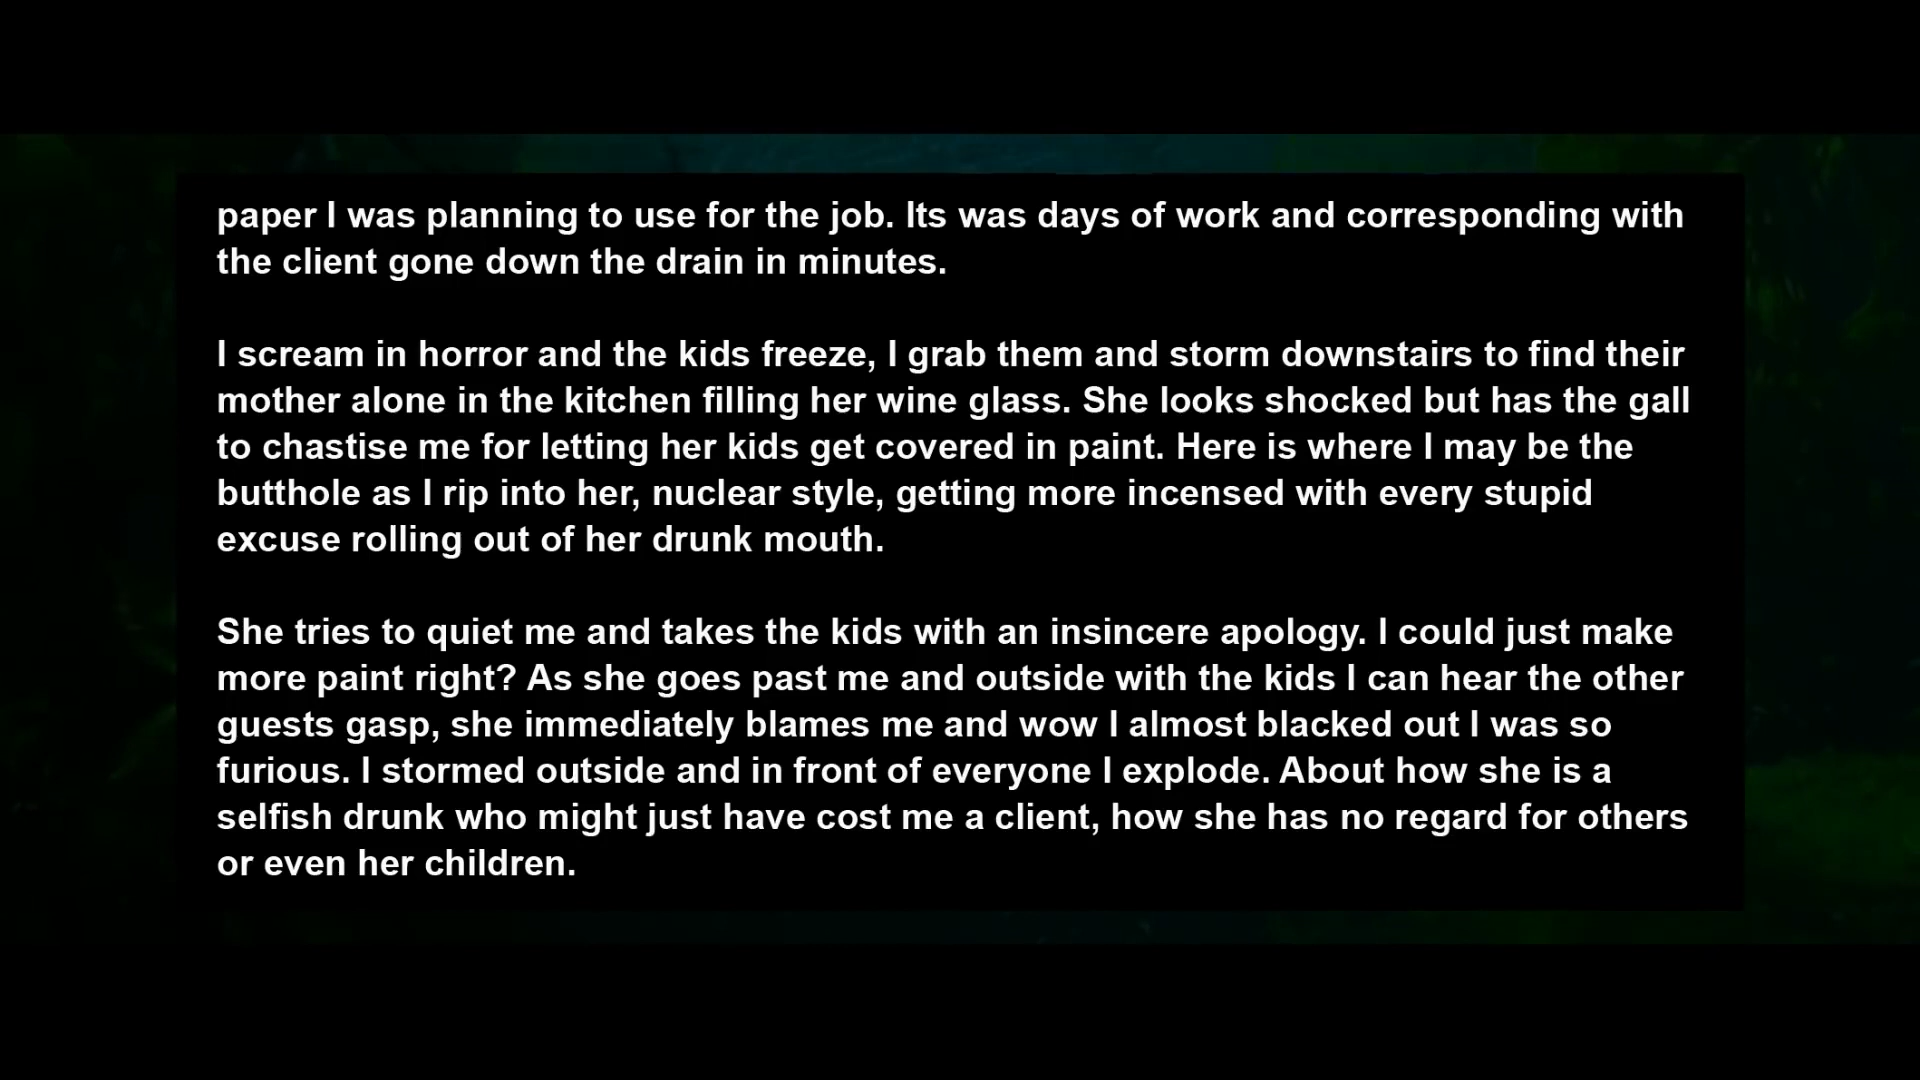 paper I was planning to use for the job. Its was days of work and corresponding with
the client gone down the drain in minutes.
I scream in horror and the kids freeze, I grab them and storm downstairs to find their
mother alone in the kitchen filling her wine glass. She looks shocked but has the gall
to chastise me for letting her kids get covered in paint. Here is where I may be the
butthole as I rip into her, nuclear style, getting more incensed with every stupid
excuse rolling out of her drunk mouth.
She tries to quiet me and takes the kids with an insincere apology. I could just make
more paint right? As she goes past me and outside with the kids I can hear the other
guests gasp, she immediately blames me and wow I almost blacked out I was so
furious. I stormed outside and in front of everyone I explode. About how she is a
selfish drunk who might just have cost me a client, how she has no regard for others
or even her children.